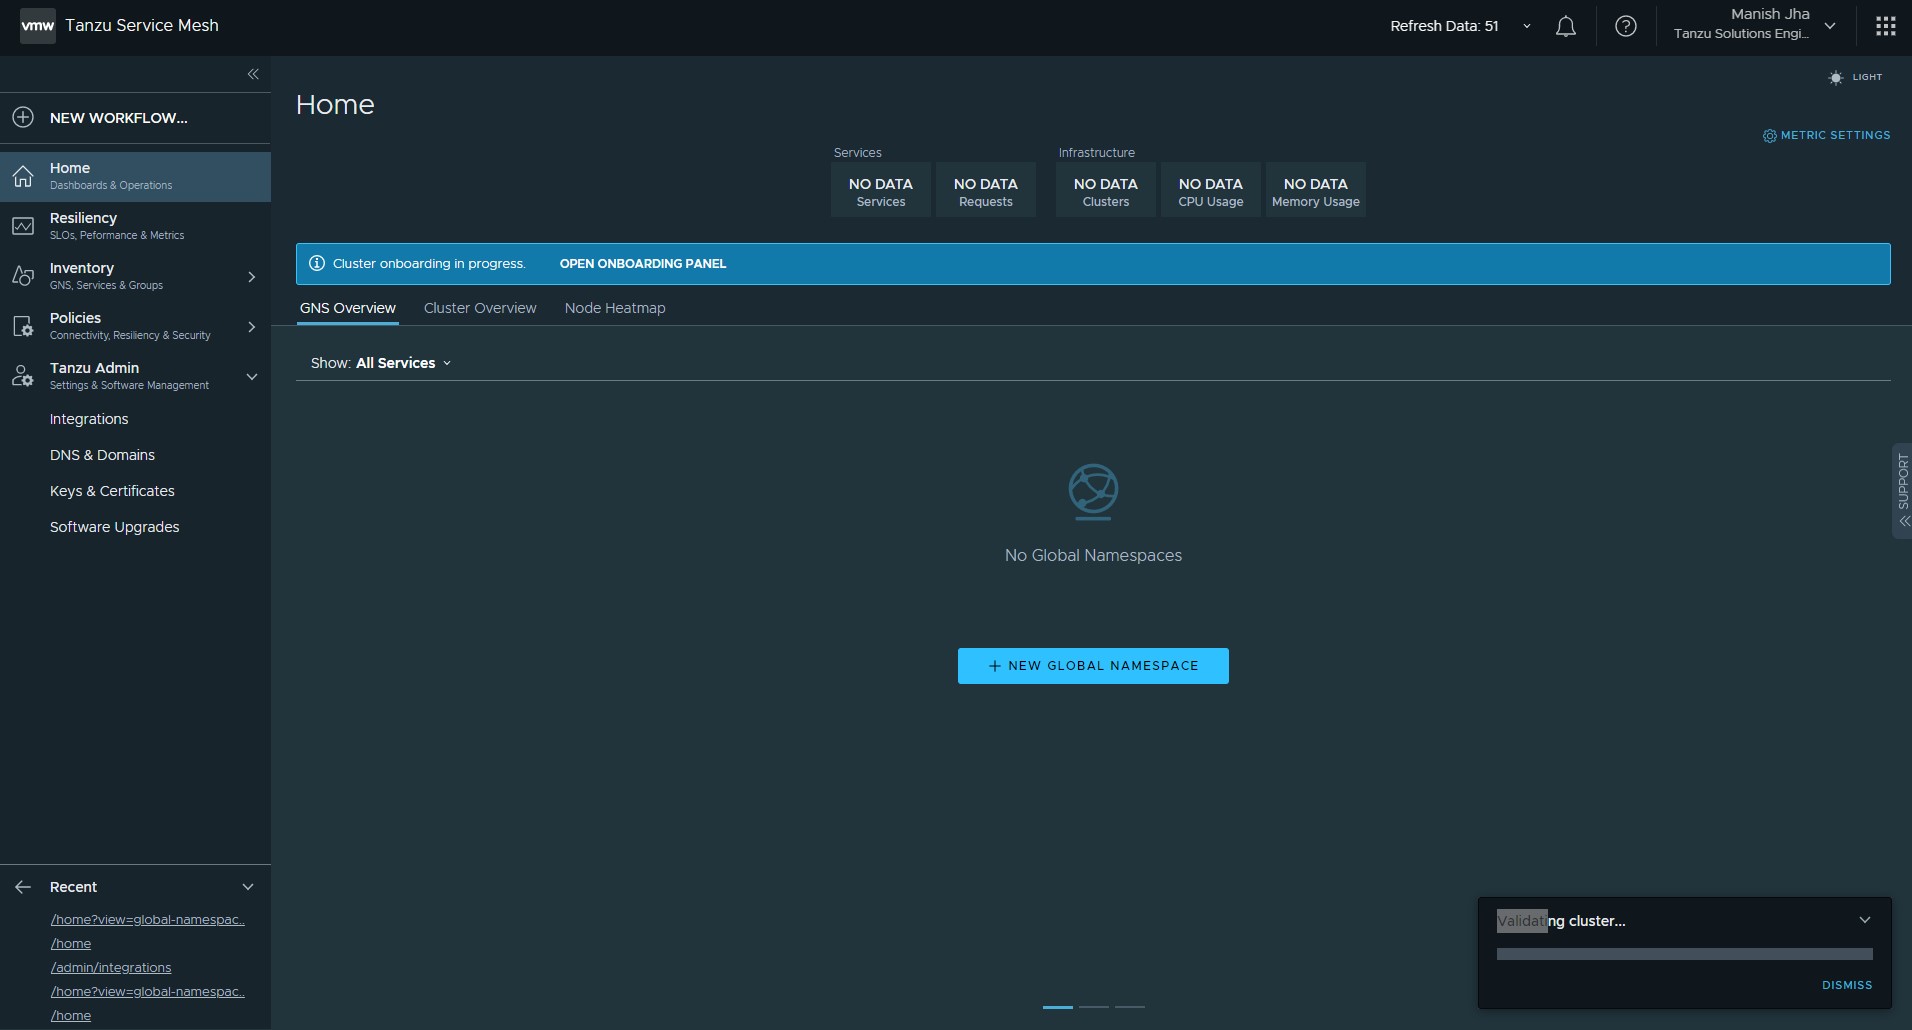 vmw Tanzu Service Mesh
Refresh Data: 51
Manish Jha
Tanzu Solutions Engi...
LIGHT
NEW WORKFLOW...
Home
Dashboards & Operations
Resiliency
SLOs, Peformance & Metrics
Inventory
GNS, Services & Groups
Policies
Connectivity, Resiliency & Security
Tanzu Admin
Settings & Software Management
Integrations
DNS & Domains
Keys & Certificates
Software Upgrades
Recent
/home?view=global-namespac..
/home
/admin/integrations
/home?view=global-namespac..
/home
Home
METRIC SETTINGS
Services
NO DATA
Services
NO DATA
Requests
Infrastructure
NO DATA
Clusters
NO DATA
CPU Usage
NO DATA
Memory Usage
Cluster onboarding in progress. OPEN ONBOARDING PANEL
GNS Overview Cluster Overview Node Heatmap
Show: All Services
No Global Namespaces
+ NEW GLOBAL NAMESPACE
SUPPORT
Validating cluster...
DISMISS